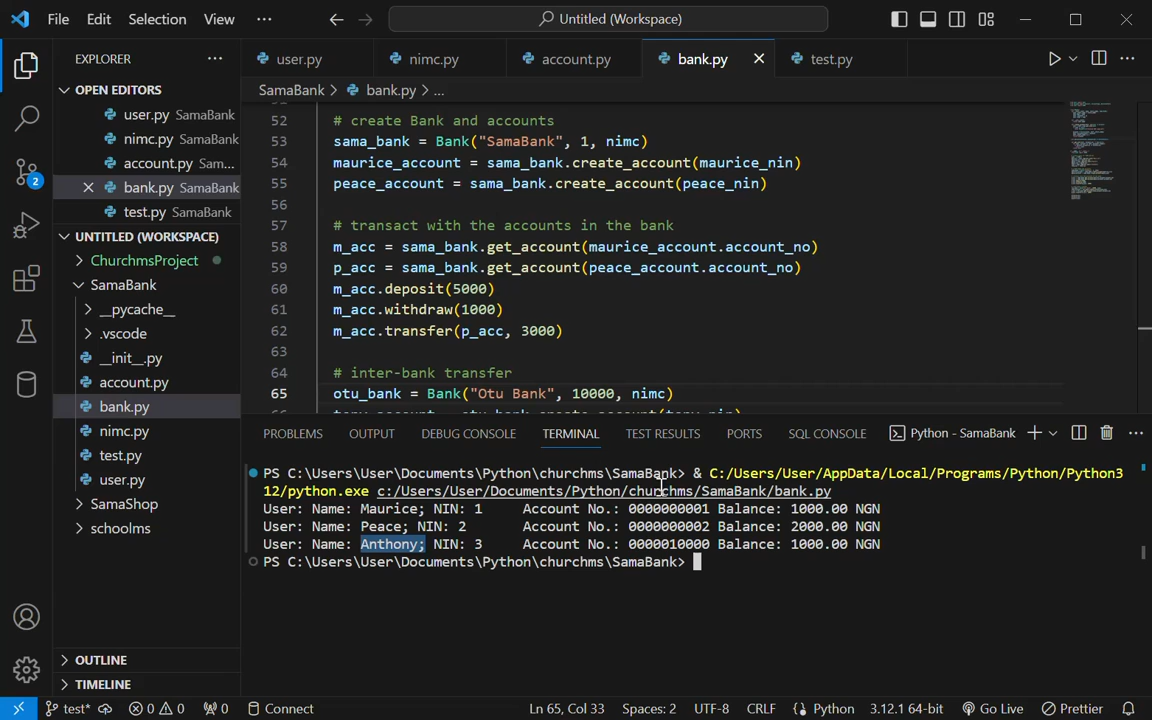 File Edit Selection View ··· Untitled (Workspace)
EXPLORER ···
user.py nimc.py account.py bank.py test.py
SamaBank > bank.py > ...
OPEN EDITORS
user.py SamaBank
nimc.py SamaBank
account.py Sam...
bank.py SamaBank
test.py SamaBank
UNTITLED (WORKSPACE)
ChurchmsProject
SamaBank
__pycache__
.vscode
__init__.py
account.py
bank.py
nimc.py
test.py
user.py
SamaShop
schoolms
OUTLINE
TIMELINE
2
52 # create Bank and accounts
53 sama_bank = Bank("SamaBank", 1, nimc)
54 maurice_account = sama_bank.create_account(maurice_nin)
55 peace_account = sama_bank.create_account(peace_nin)
56
57 # transact with the accounts in the bank
58 m_acc = sama_bank.get_account(maurice_account.account_no)
59 p_acc = sama_bank.get_account(peace_account.account_no)
60 m_acc.deposit(5000)
61 m_acc.withdraw(1000)
62 m_acc.transfer(p_acc, 3000)
63
64 # inter-bank transfer
65 otu_bank = Bank("Otu Bank", 10000, nimc)
PROBLEMS OUTPUT DEBUG CONSOLE TERMINAL TEST RESULTS PORTS SQL CONSOLE Python - SamaBank
PS C:\Users\User\Documents\Python\churchms\SamaBank> & C:/Users/User/AppData/Local/Programs/Python/Python3
12/python.exe c:/Users/User/Documents/Python/churchms/SamaBank/bank.py
User: Name: Maurice; NIN: 1 Account No.: 0000000001 Balance: 1000.00 NGN
User: Name: Peace; NIN: 2 Account No.: 0000000002 Balance: 2000.00 NGN
User: Name: Anthony; NIN: 3 Account No.: 0000010000 Balance: 1000.00 NGN
PS C:\Users\User\Documents\Python\churchms\SamaBank>
test* 0 0 0 Connect Ln 65, Col 33 Spaces: 2 UTF-8 CRLF Python 3.12.1 64-bit Go Live Prettier